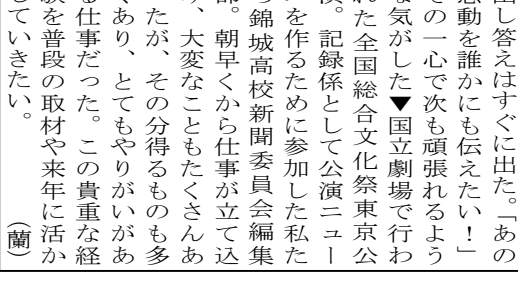 出し答えはすぐに出た。「あの
感動を誰かにも伝えたい！」
その一心で次も頑張れるよう
な気がした▼国立劇場で行わ
れた全国総合文化祭東京公
演。記録係として公演ニュー
スを作るために参加した私た
ち錦城高校新聞委員会編集
部。朝早くから仕事が立て込
み、大変なこともたくさんあ
ったが、その分得るものも多
くあり、とてもやりがいがあ
る仕事だった。この貴重な経
験を普段の取材や来年に活か
していきたい。（蘭）